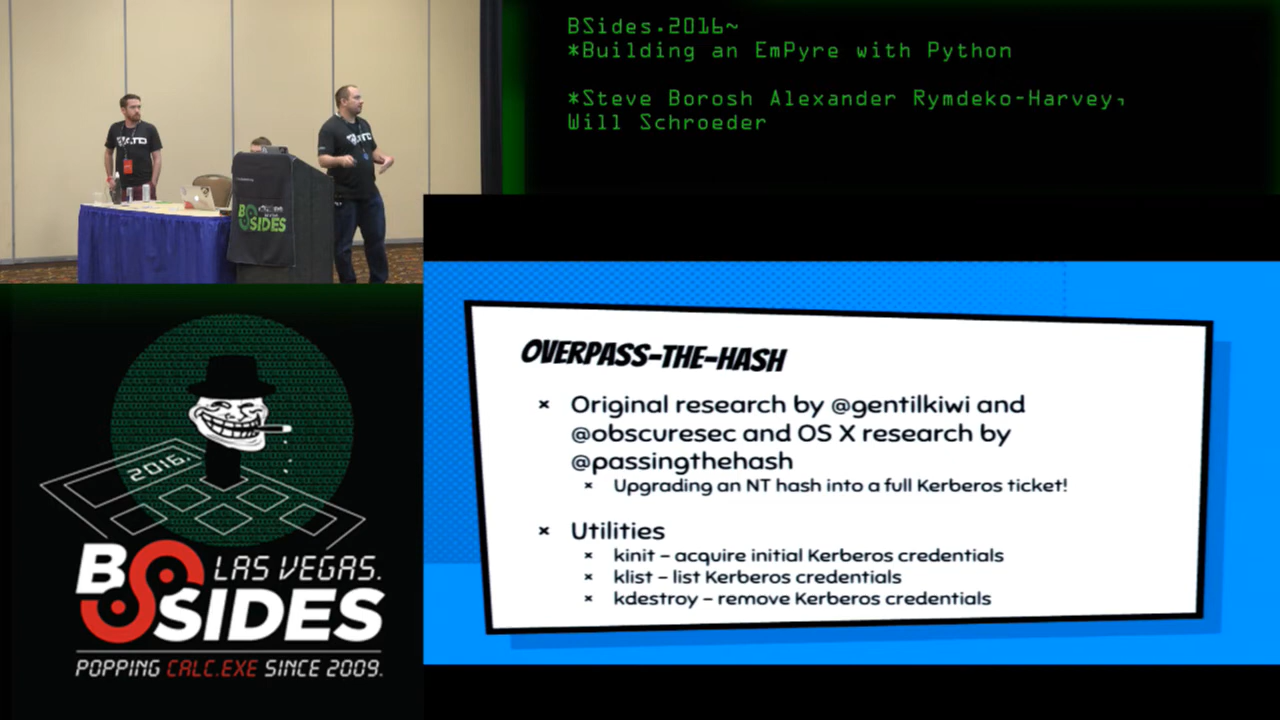 BSides.2016~
*Building an EmPyre with Python
*Steve Borosh Alexander Rymdeko-Harvey,
Will Schroeder
BSIDES
OVERPASS-THE-HASH
× Original research by @gentilkiwi and
@obscuresec and OS X research by
@passingthehash
× Upgrading an NT hash into a full Kerberos ticket!
× Utilities
× kinit – acquire initial Kerberos credentials
× klist – list Kerberos credentials
× kdestroy – remove Kerberos credentials
2016.
BSIDES
LAS VEGAS.
POPPING CALC.EXE SINCE 2009.